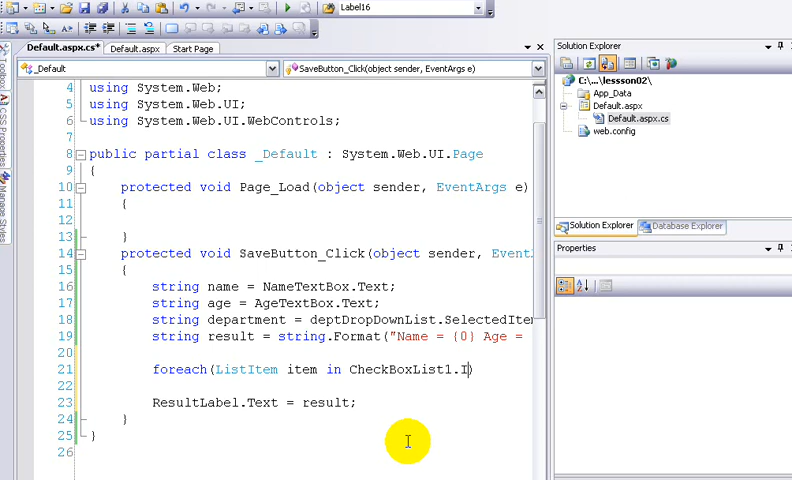 Label16
Default.aspx.cs*
Default.aspx
Start Page
_Default
SaveButton_Click(object sender, EventArgs e)
4 using System.Web;
5 using System.Web.UI;
6 using System.Web.UI.WebControls;
7
8 public partial class _Default : System.Web.UI.Page
9 {
10 protected void Page_Load(object sender, EventArgs e)
11 {
12
13 }
14 protected void SaveButton_Click(object sender, Event
15 {
16 string name = NameTextBox.Text;
17 string age = AgeTextBox.Text;
18 string department = deptDropDownList.SelectedItem
19 string result = string.Format("Name = {0} Age =
20
21 foreach(ListItem item in CheckBoxList1.I)
22
23 ResultLabel.Text = result;
24 }
25 }
26
Toolbox
CSS Properties
Manage Styles
Solution Explorer
C:\...\lessson02\
App_Data
Default.aspx
Default.aspx.cs
web.config
Solution Explorer
Database Explorer
Properties